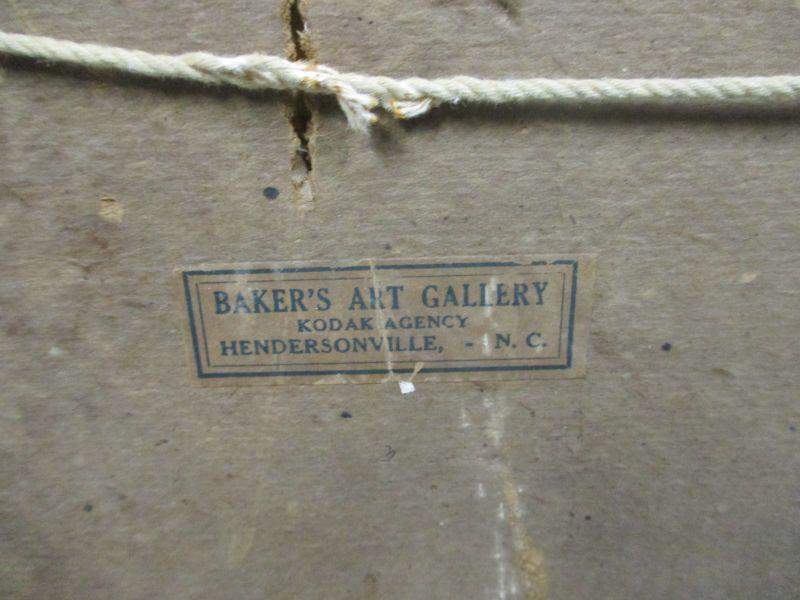 BAKER'S ART GALLERY
KODAK AGENCY
HENDERSONVILLE, - N. C.